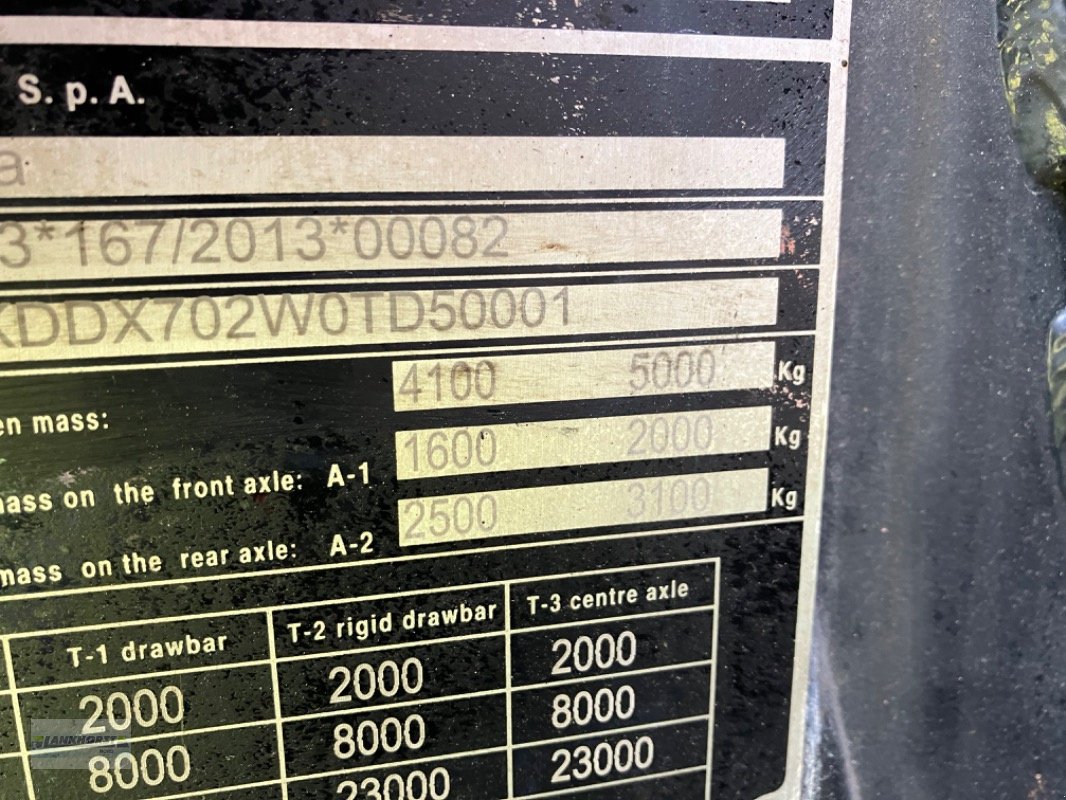 S. p. A.
a
3*167/2013*00082
KDDX702W0TD50001
en mass: 4100 5000 Kg
mass on the front axle: A-1 1600 2000 Kg
mass on the rear axle: A-2 2500 3100 Kg
T-1 drawbar T-2 rigid drawbar T-3 centre axle
2000 2000 2000
8000 8000 8000
23000 23000
LANKHORST